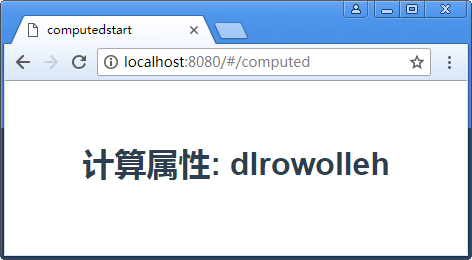 computedstart
localhost:8080/#/computed
计算属性: dlrowolleh